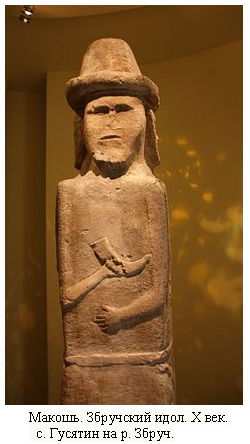 Макошь. Збручский идол. X век.
с. Гусятин на р. Збруч.